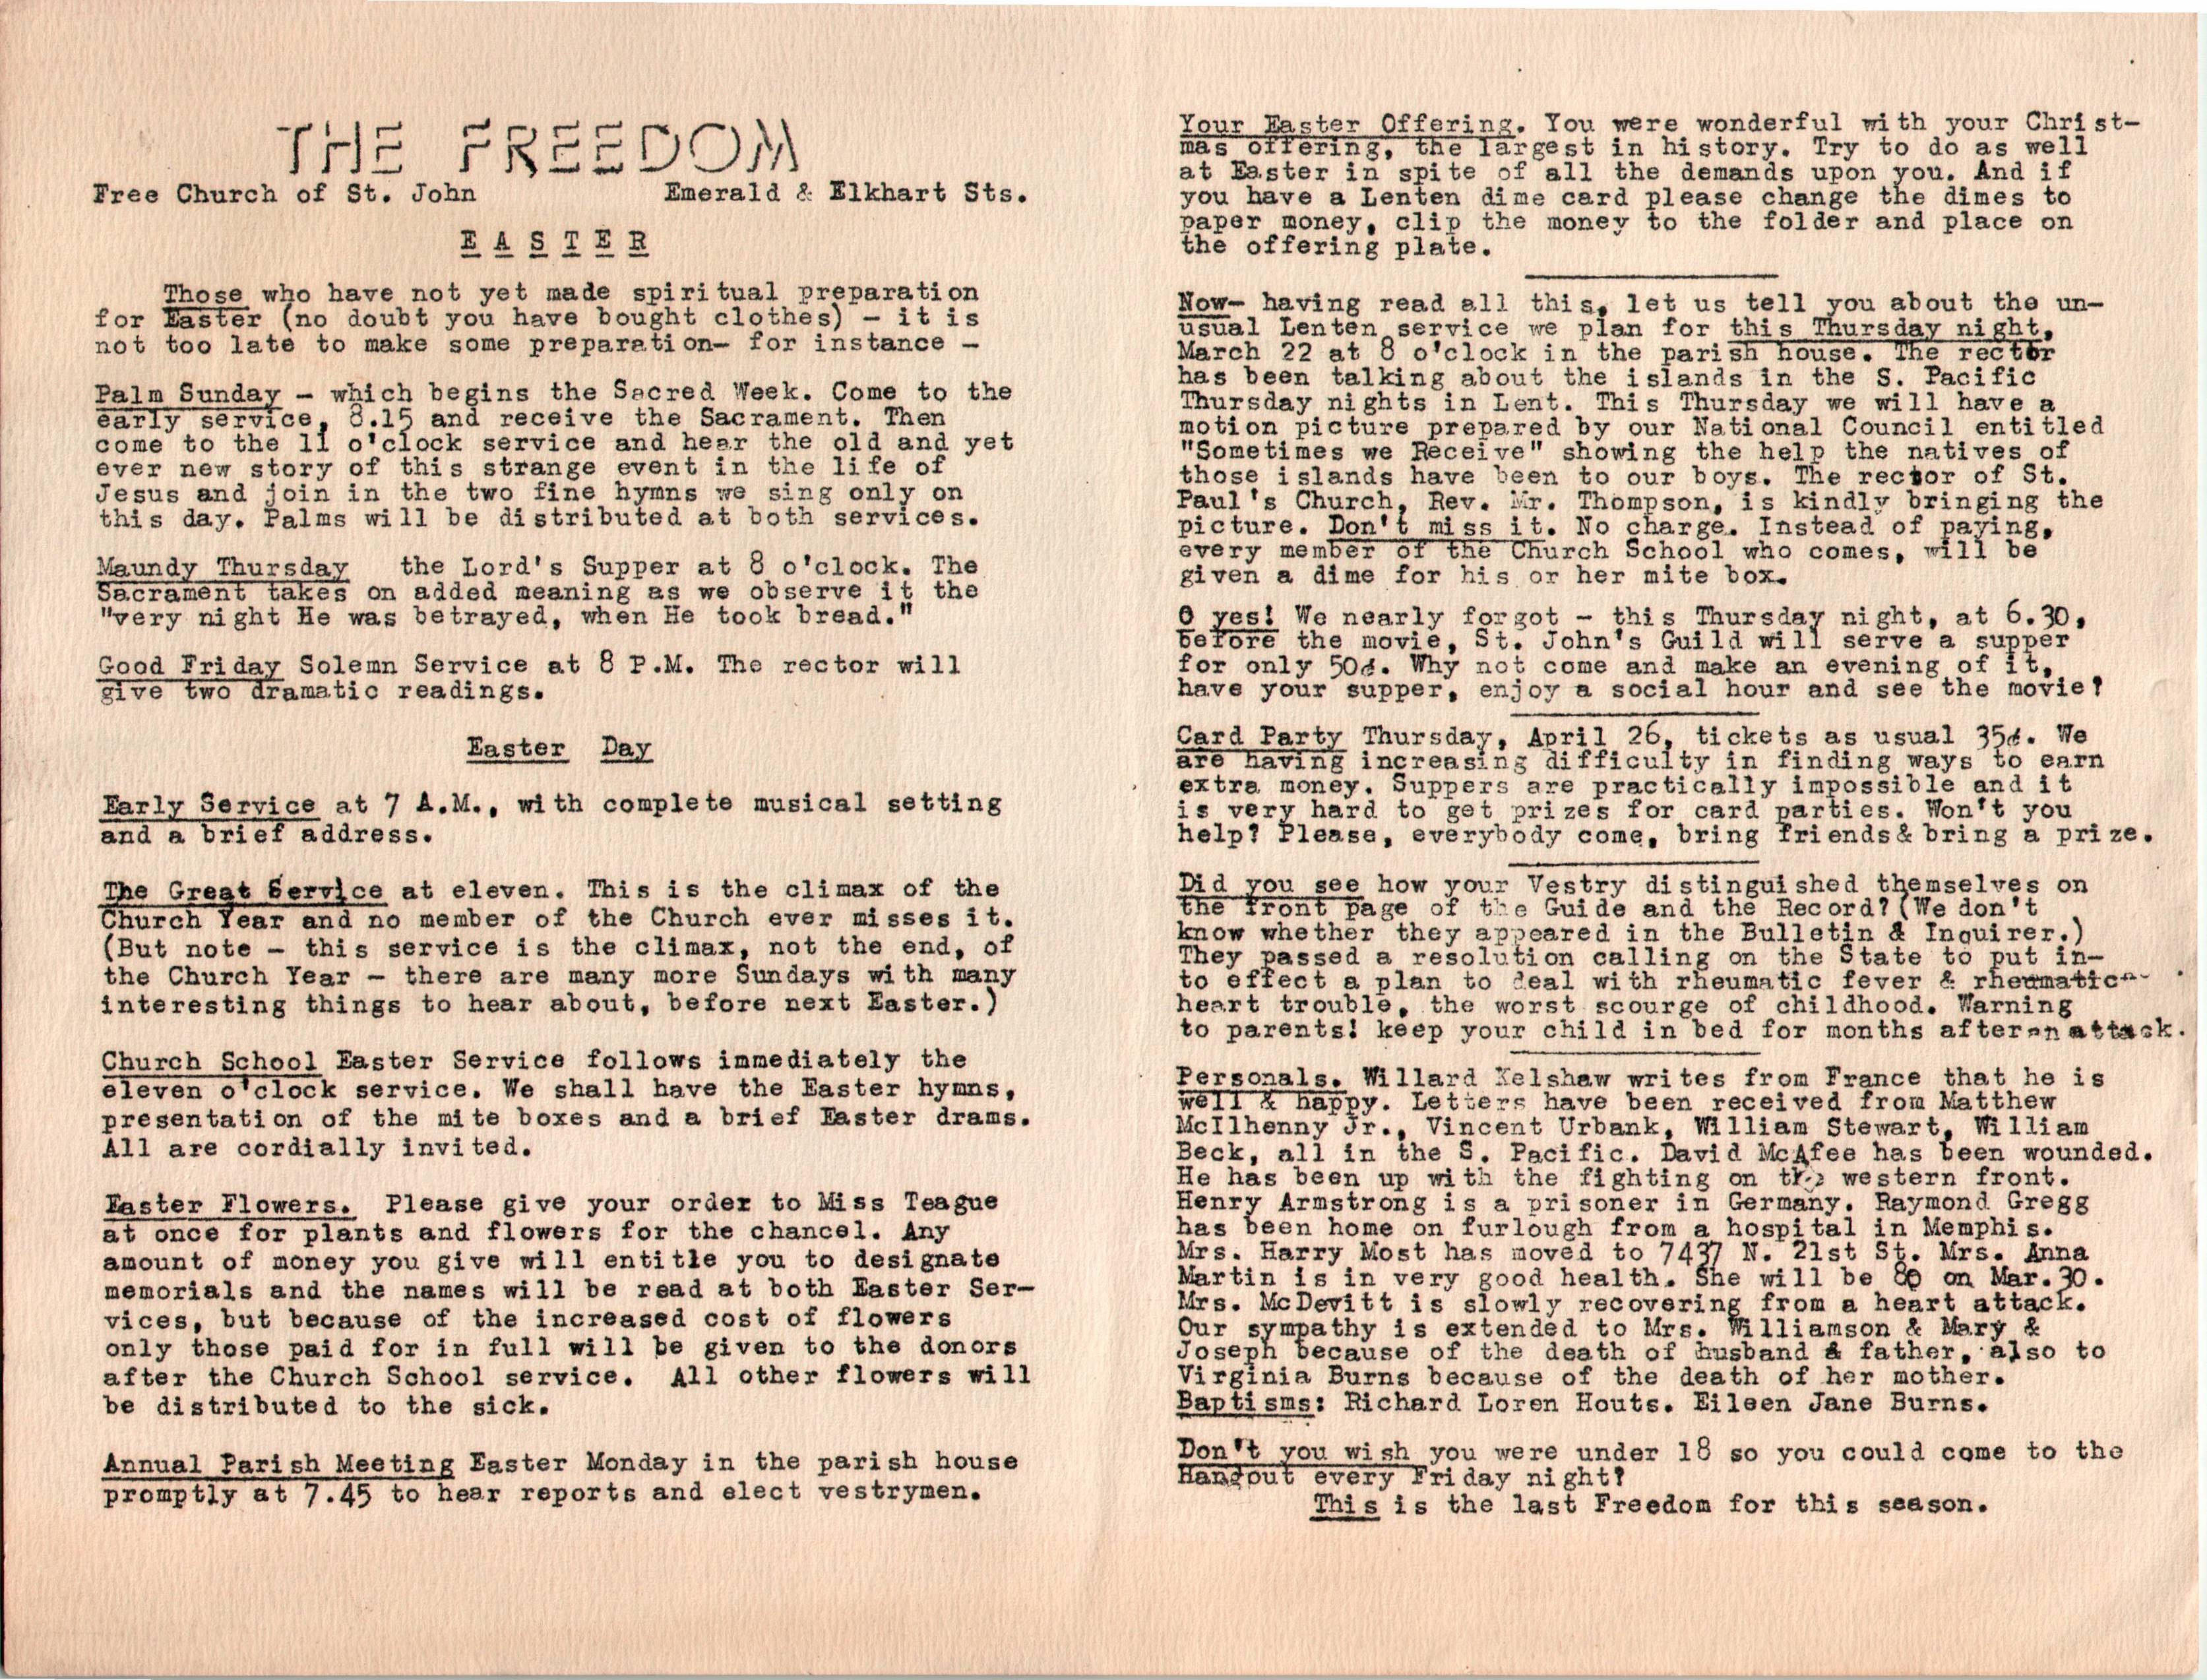 THE FREEDOM
Free Church of St. John Emerald & Elkhart Sts.
E A S T E R
Those who have not yet made spiritual preparation
for Easter (no doubt you have bought clothes) - it is
not too late to make some preparation- for instance -
Palm Sunday - which begins the Sacred Week. Come to the
early service, 8.15 and receive the Sacrament. Then
come to the 11 o'clock service and hear the old and yet
ever new story of this strange event in the life of
Jesus and join in the two fine hymns we sing only on
this day. Palms will be distributed at both services.
Maundy Thursday the Lord's Supper at 8 o'clock. The
Sacrament takes on added meaning as we observe it the
"very night He was betrayed, when He took bread."
Good Friday Solemn Service at 8 P.M. The rector will
give two dramatic readings.
Easter Day
Early Service at 7 A.M., with complete musical setting
and a brief address.
The Great Service at eleven. This is the climax of the
Church Year and no member of the Church ever misses it.
(But note - this service is the climax, not the end, of
the Church Year - there are many more Sundays with many
interesting things to hear about, before next Easter.)
Church School Easter Service follows immediately the
eleven o'clock service. We shall have the Easter hymns,
presentation of the mite boxes and a brief Easter drams.
All are cordially invited.
Easter Flowers. Please give your order to Miss Teague
at once for plants and flowers for the chancel. Any
amount of money you give will entitle you to designate
memorials and the names will be read at both Easter Ser-
vices, but because of the increased cost of flowers
only those paid for in full will be given to the donors
after the Church School service. All other flowers will
be distributed to the sick.
Annual Parish Meeting Easter Monday in the parish house
promptly at 7.45 to hear reports and elect vestrymen.
Your Easter Offering. You were wonderful with your Christ-
mas offering, the largest in history. Try to do as well
at Easter in spite of all the demands upon you. And if
you have a Lenten dime card please change the dimes to
paper money, clip the money to the folder and place on
the offering plate.
Now- having read all this, let us tell you about the un-
usual Lenten service we plan for this Thursday night,
March 22 at 8 o'clock in the parish house. The rector
has been talking about the islands in the S. Pacific
Thursday nights in Lent. This Thursday we will have a
motion picture prepared by our National Council entitled
"Sometimes we Receive" showing the help the natives of
those islands have been to our boys. The rector of St.
Paul's Church, Rev. Mr. Thompson, is kindly bringing the
picture. Don't miss it. No charge. Instead of paying,
every member of the Church School who comes, will be
given a dime for his or her mite box.
O yes! We nearly forgot - this Thursday night, at 6.30,
before the movie, St. John's Guild will serve a supper
for only 50¢. Why not come and make an evening of it,
have your supper, enjoy a social hour and see the movie?
Card Party Thursday, April 26, tickets as usual 35¢. We
are having increasing difficulty in finding ways to earn
extra money. Suppers are practically impossible and it
is very hard to get prizes for card parties. Won't you
help? Please, everybody come, bring friends& bring a prize.
Did you see how your Vestry distinguished themselves on
the front page of the Guide and the Record? (We don't
know whether they appeared in the Bulletin & Inquirer.)
They passed a resolution calling on the State to put in-
to effect a plan to deal with rheumatic fever & rheumatic
heart trouble, the worst scourge of childhood. Warning
to parents! keep your child in bed for months after an attack.
Personals. Willard Kelshaw writes from France that he is
well & happy. Letters have been received from Matthew
McIlhenny Jr., Vincent Urbank, William Stewart, William
Beck, all in the S. Pacific. David McAfee has been wounded.
He has been up with the fighting on the western front.
Henry Armstrong is a prisoner in Germany. Raymond Gregg
has been home on furlough from a hospital in Memphis.
Mrs. Harry Most has moved to 7437 N. 21st St. Mrs. Anna
Martin is in very good health. She will be 80 on Mar.30.
Mrs. McDevitt is slowly recovering from a heart attack.
Our sympathy is extended to Mrs. Williamson & Mary &
Joseph because of the death of husband & father, also to
Virginia Burns because of the death of her mother.
Baptisms: Richard Loren Houts. Eileen Jane Burns.
Don't you wish you were under 18 so you could come to the
Hangout every Friday night?
This is the last Freedom for this season.